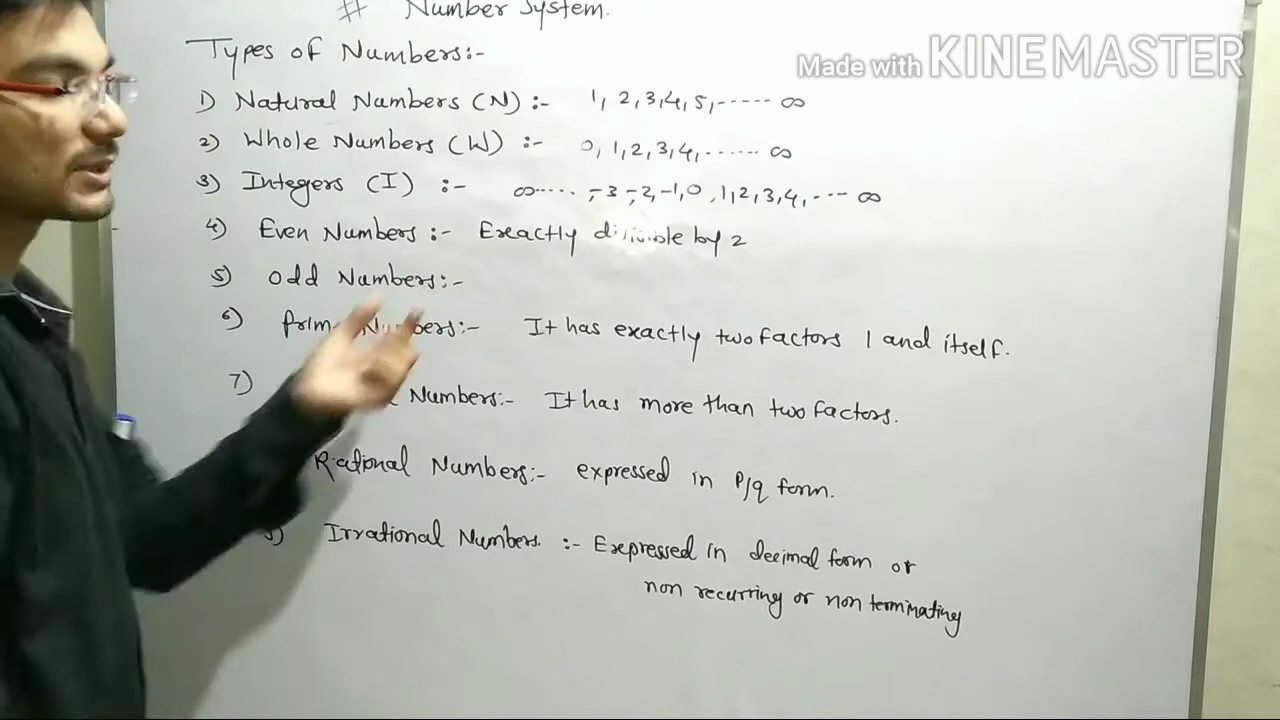 # Number System.
Made with KINEMASTER
Types of Numbers:-
1) Natural Numbers (N) :- 1, 2, 3, 4, 5, ------ ∞
2) Whole Numbers (W) :- 0, 1, 2, 3, 4, ...... ∞
3) Integers (I) :- ∞ ..... , -3 -2, -1, 0, 1, 2, 3, 4, --- ∞
4) Even Numbers :- Exactly divisible by 2
5) Odd Numbers:-
6) Numbers:- It has exactly two factors 1 and itself.
7) Numbers:- It has more than two factors.
Rational Numbers:- expressed in P/q form.
Irrational Numbers. :- Expressed in decimal form or
non recurring or non terminating